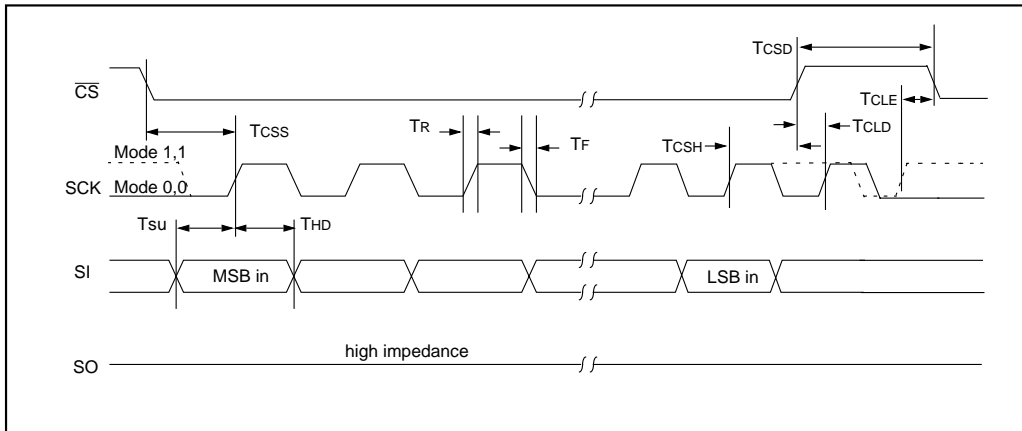 TCSD
CS
TCLE
TCSS
TR
TF
TCSH
TCLD
Mode 1,1
SCK
Mode 0,0
Tsu
THD
SI
MSB in
LSB in
high impedance
SO